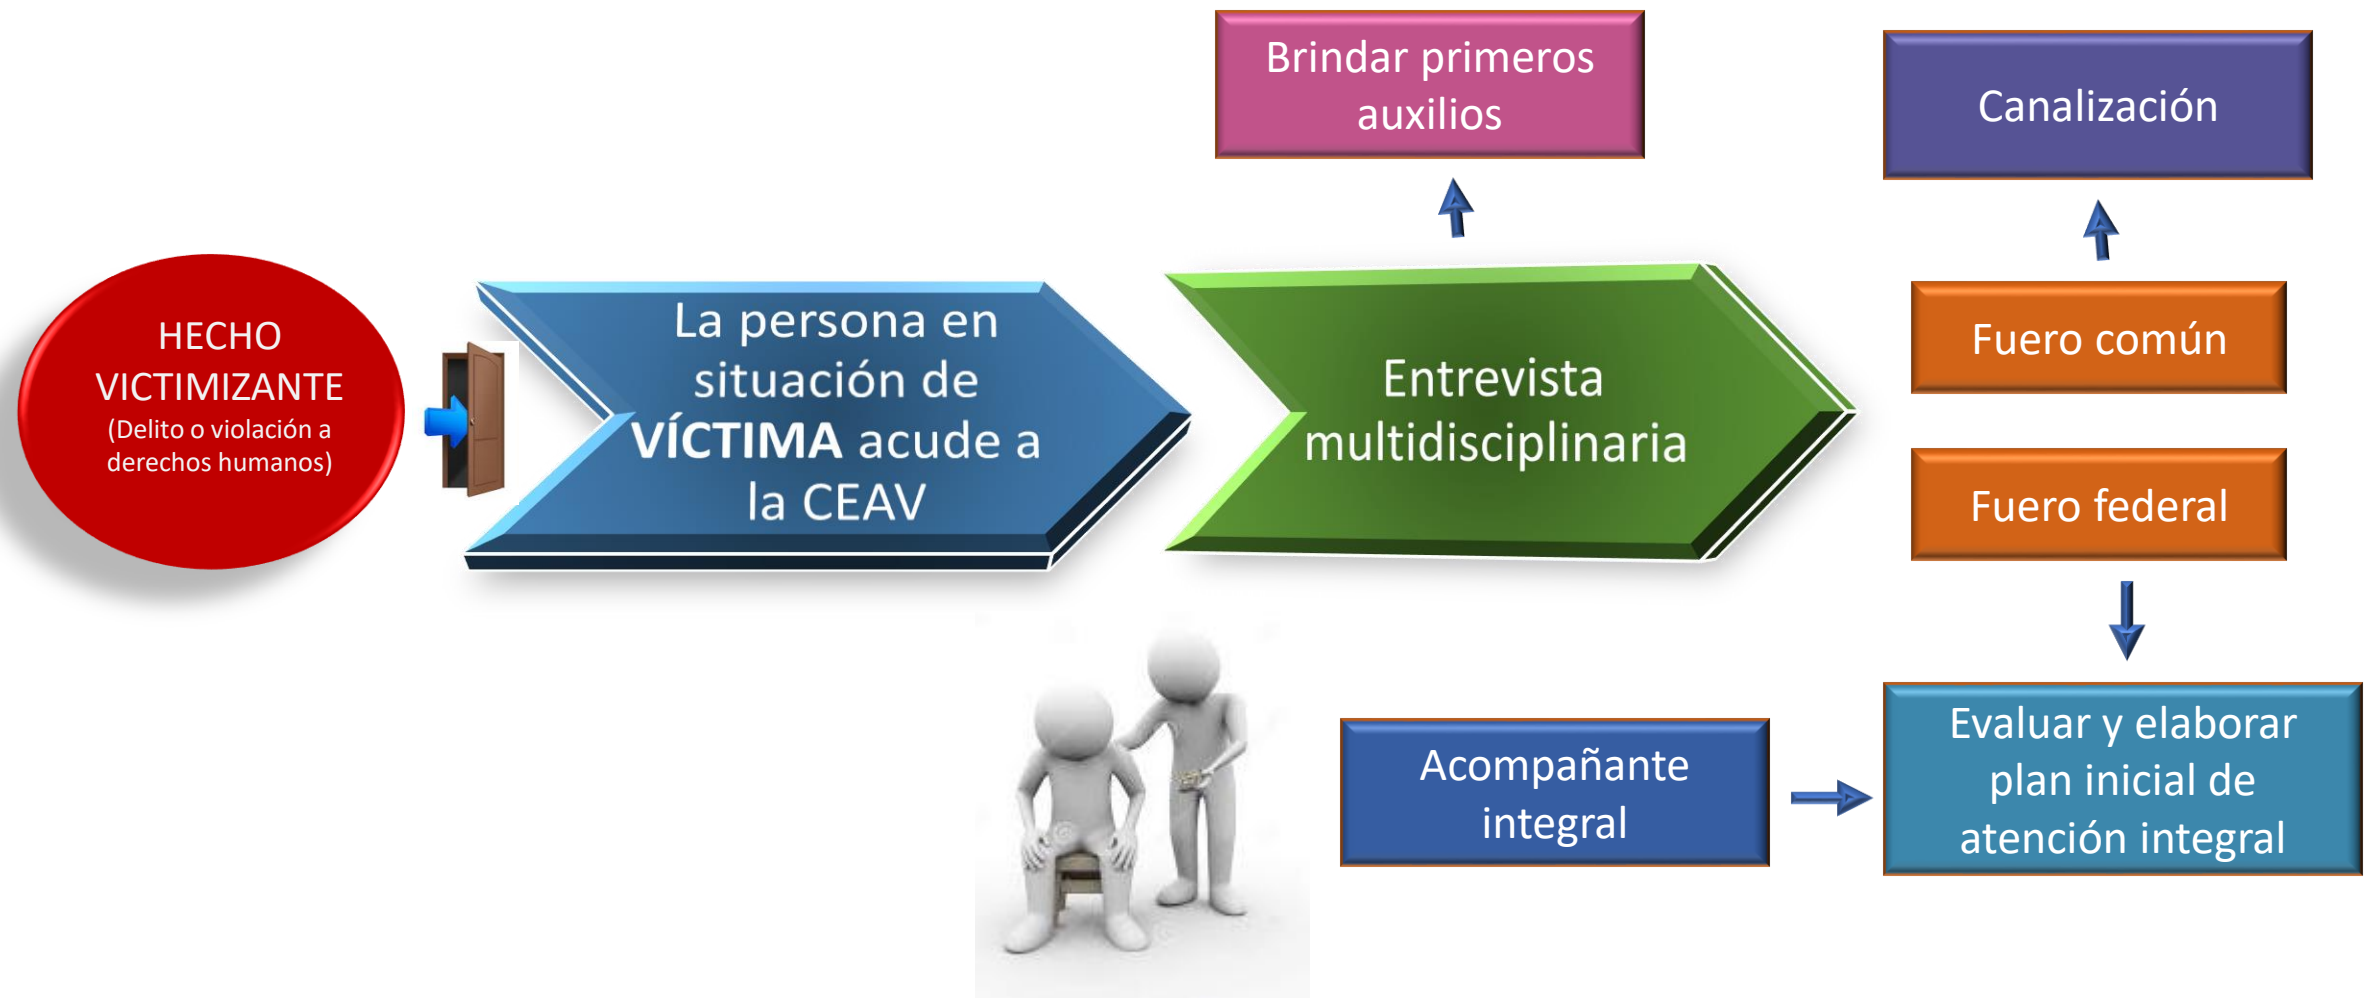 HECHO
VICTIMIZANTE
(Delito o violación a
derechos humanos)
La persona en
situación de
VÍCTIMA acude a
la CEAV
Brindar primeros
auxilios
Entrevista
multidisciplinaria
Canalización
Fuero común
Fuero federal
Acompañante
integral
Evaluar y elaborar
plan inicial de
atención integral